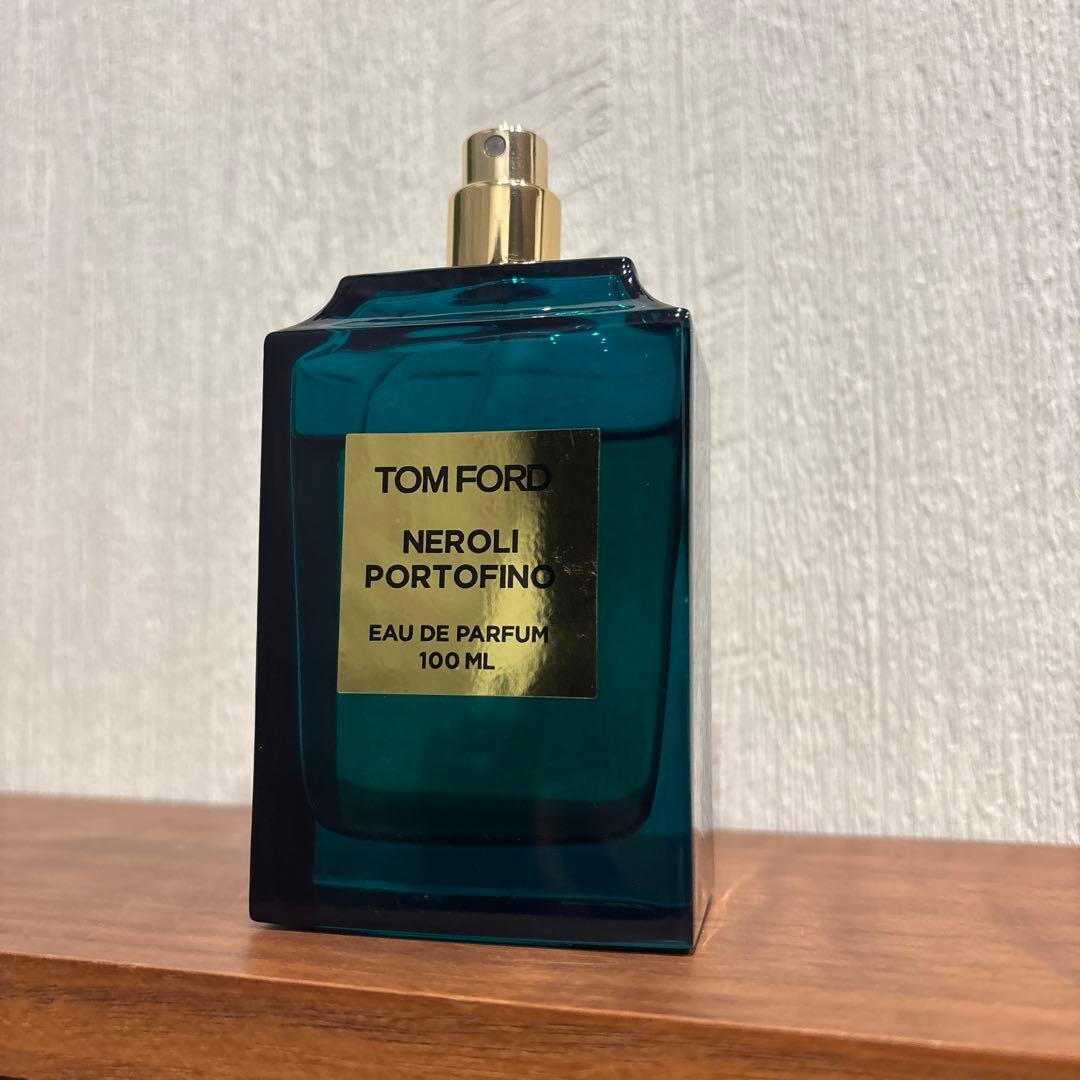 TOM FORD
NEROLI
PORTOFINO
EAU DE PARFUM
100 ML